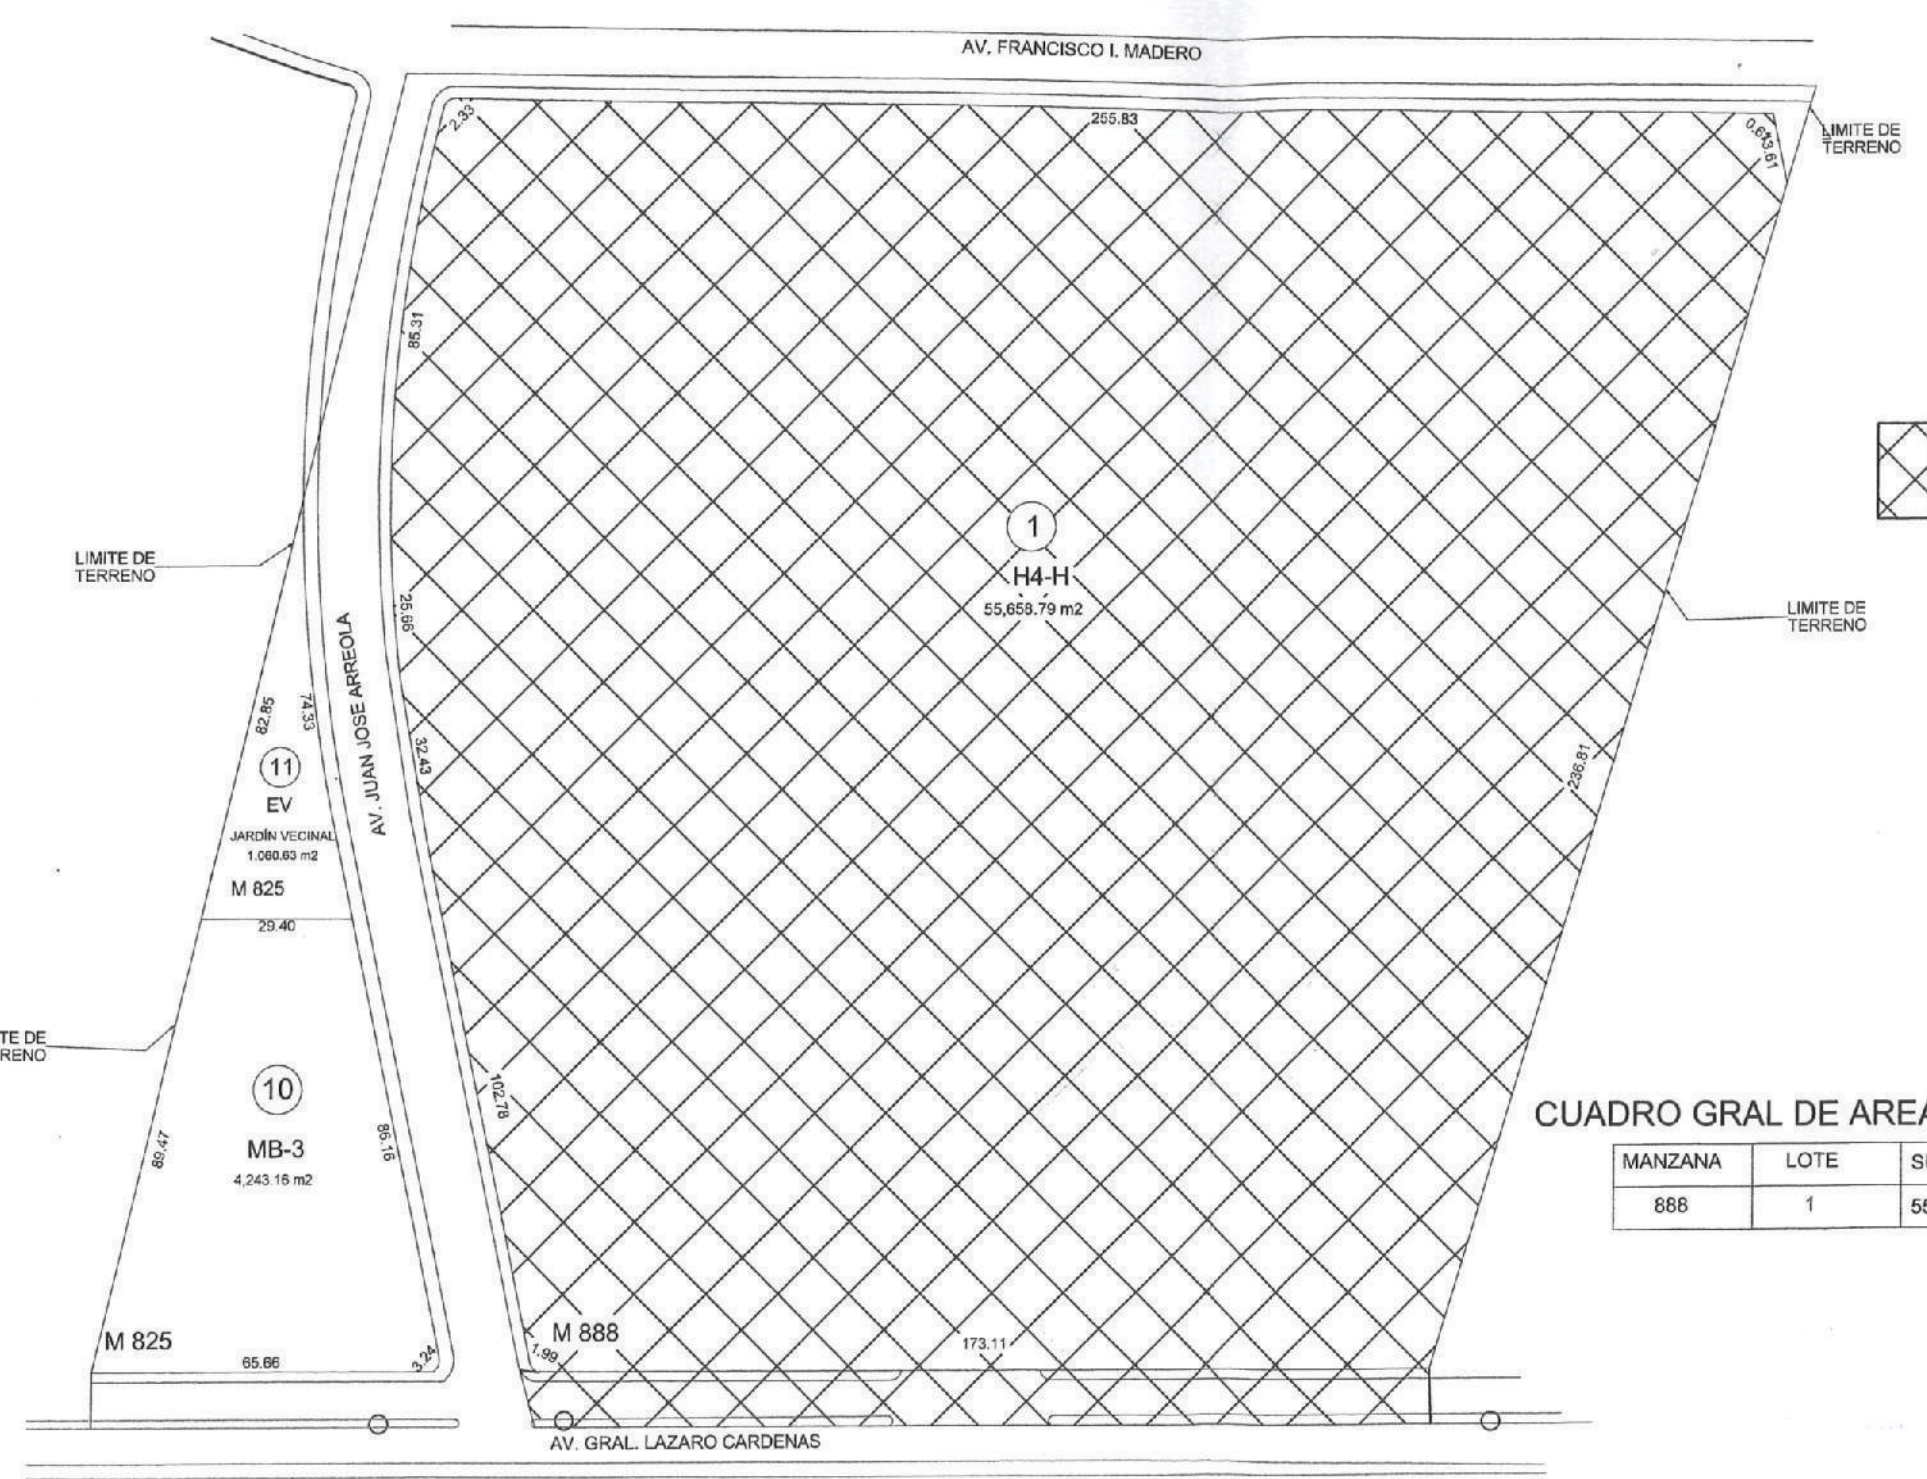 AV. FRANCISCO I. MADERO
2.33
255.83
13.61
LIMITE DE
TERRENO
85.31
1
H4-H
55,658.79 m2
LIMITE DE
TERRENO
25.66
LIMITE DE
TERRENO
AV. JUAN JOSE ARREOLA
82.85
74.33
32.43
236.81
11
EV
JARDÍN VECINAL
1.060.63 m2
M 825
29.40
TE DE
RENO
10
MB-3
4,243.16 m2
89.47
86.16
102.78
CUADRO GRAL DE AREA
MANZANA LOTE
888 1 55
M 825
65.66
3.24
M 888
1.99
173.11
AV. GRAL. LAZARO CARDENAS